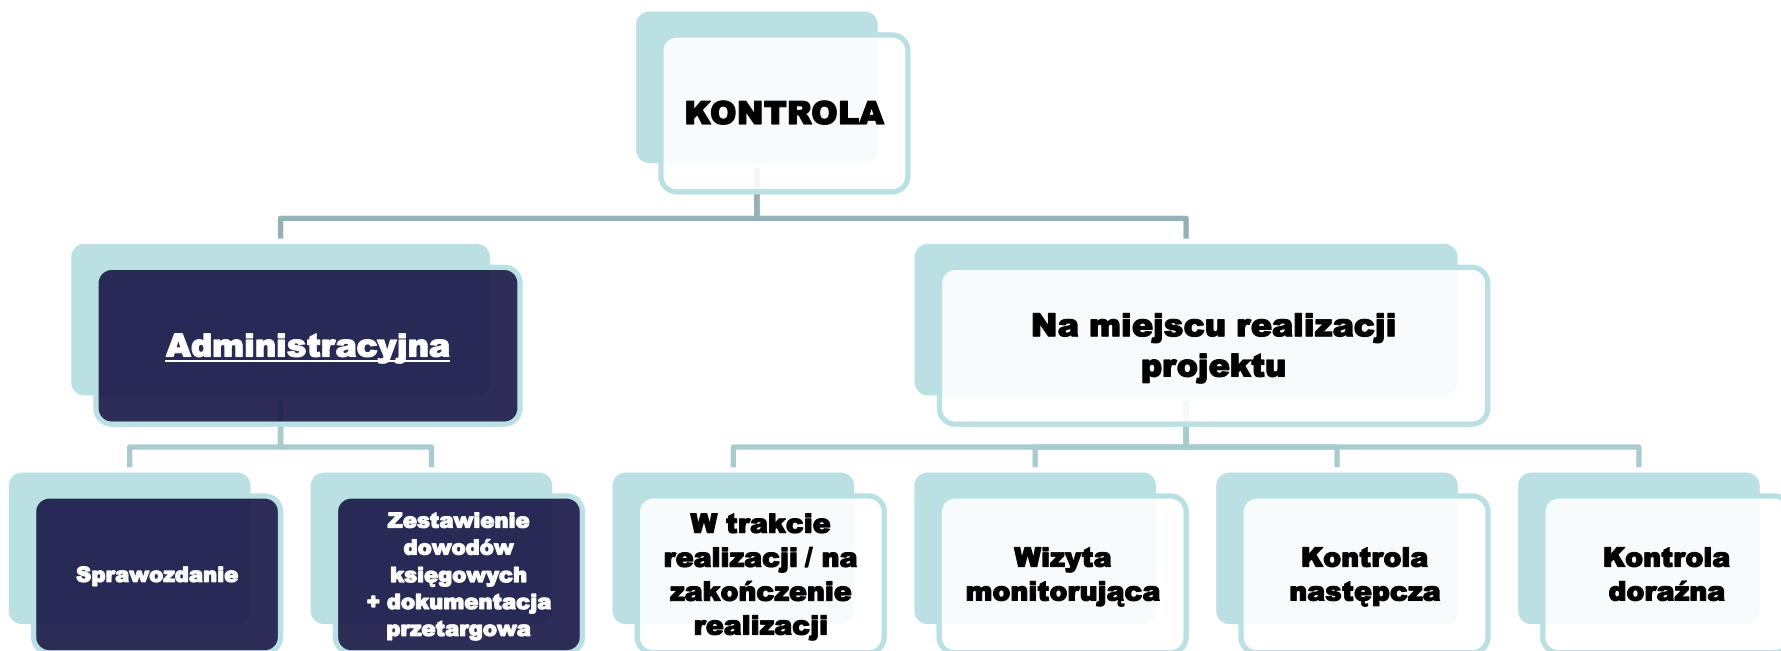 KONTROLA
Administracyjna
Na miejscu realizacji
projektu
Sprawozdanie
Zestawienie
dowodów
księgowych
+ dokumentacja
przetargowa
W trakcie
realizacji / na
zakończenie
realizacji
Wizyta
monitorująca
Kontrola
następcza
Kontrola
doraźna